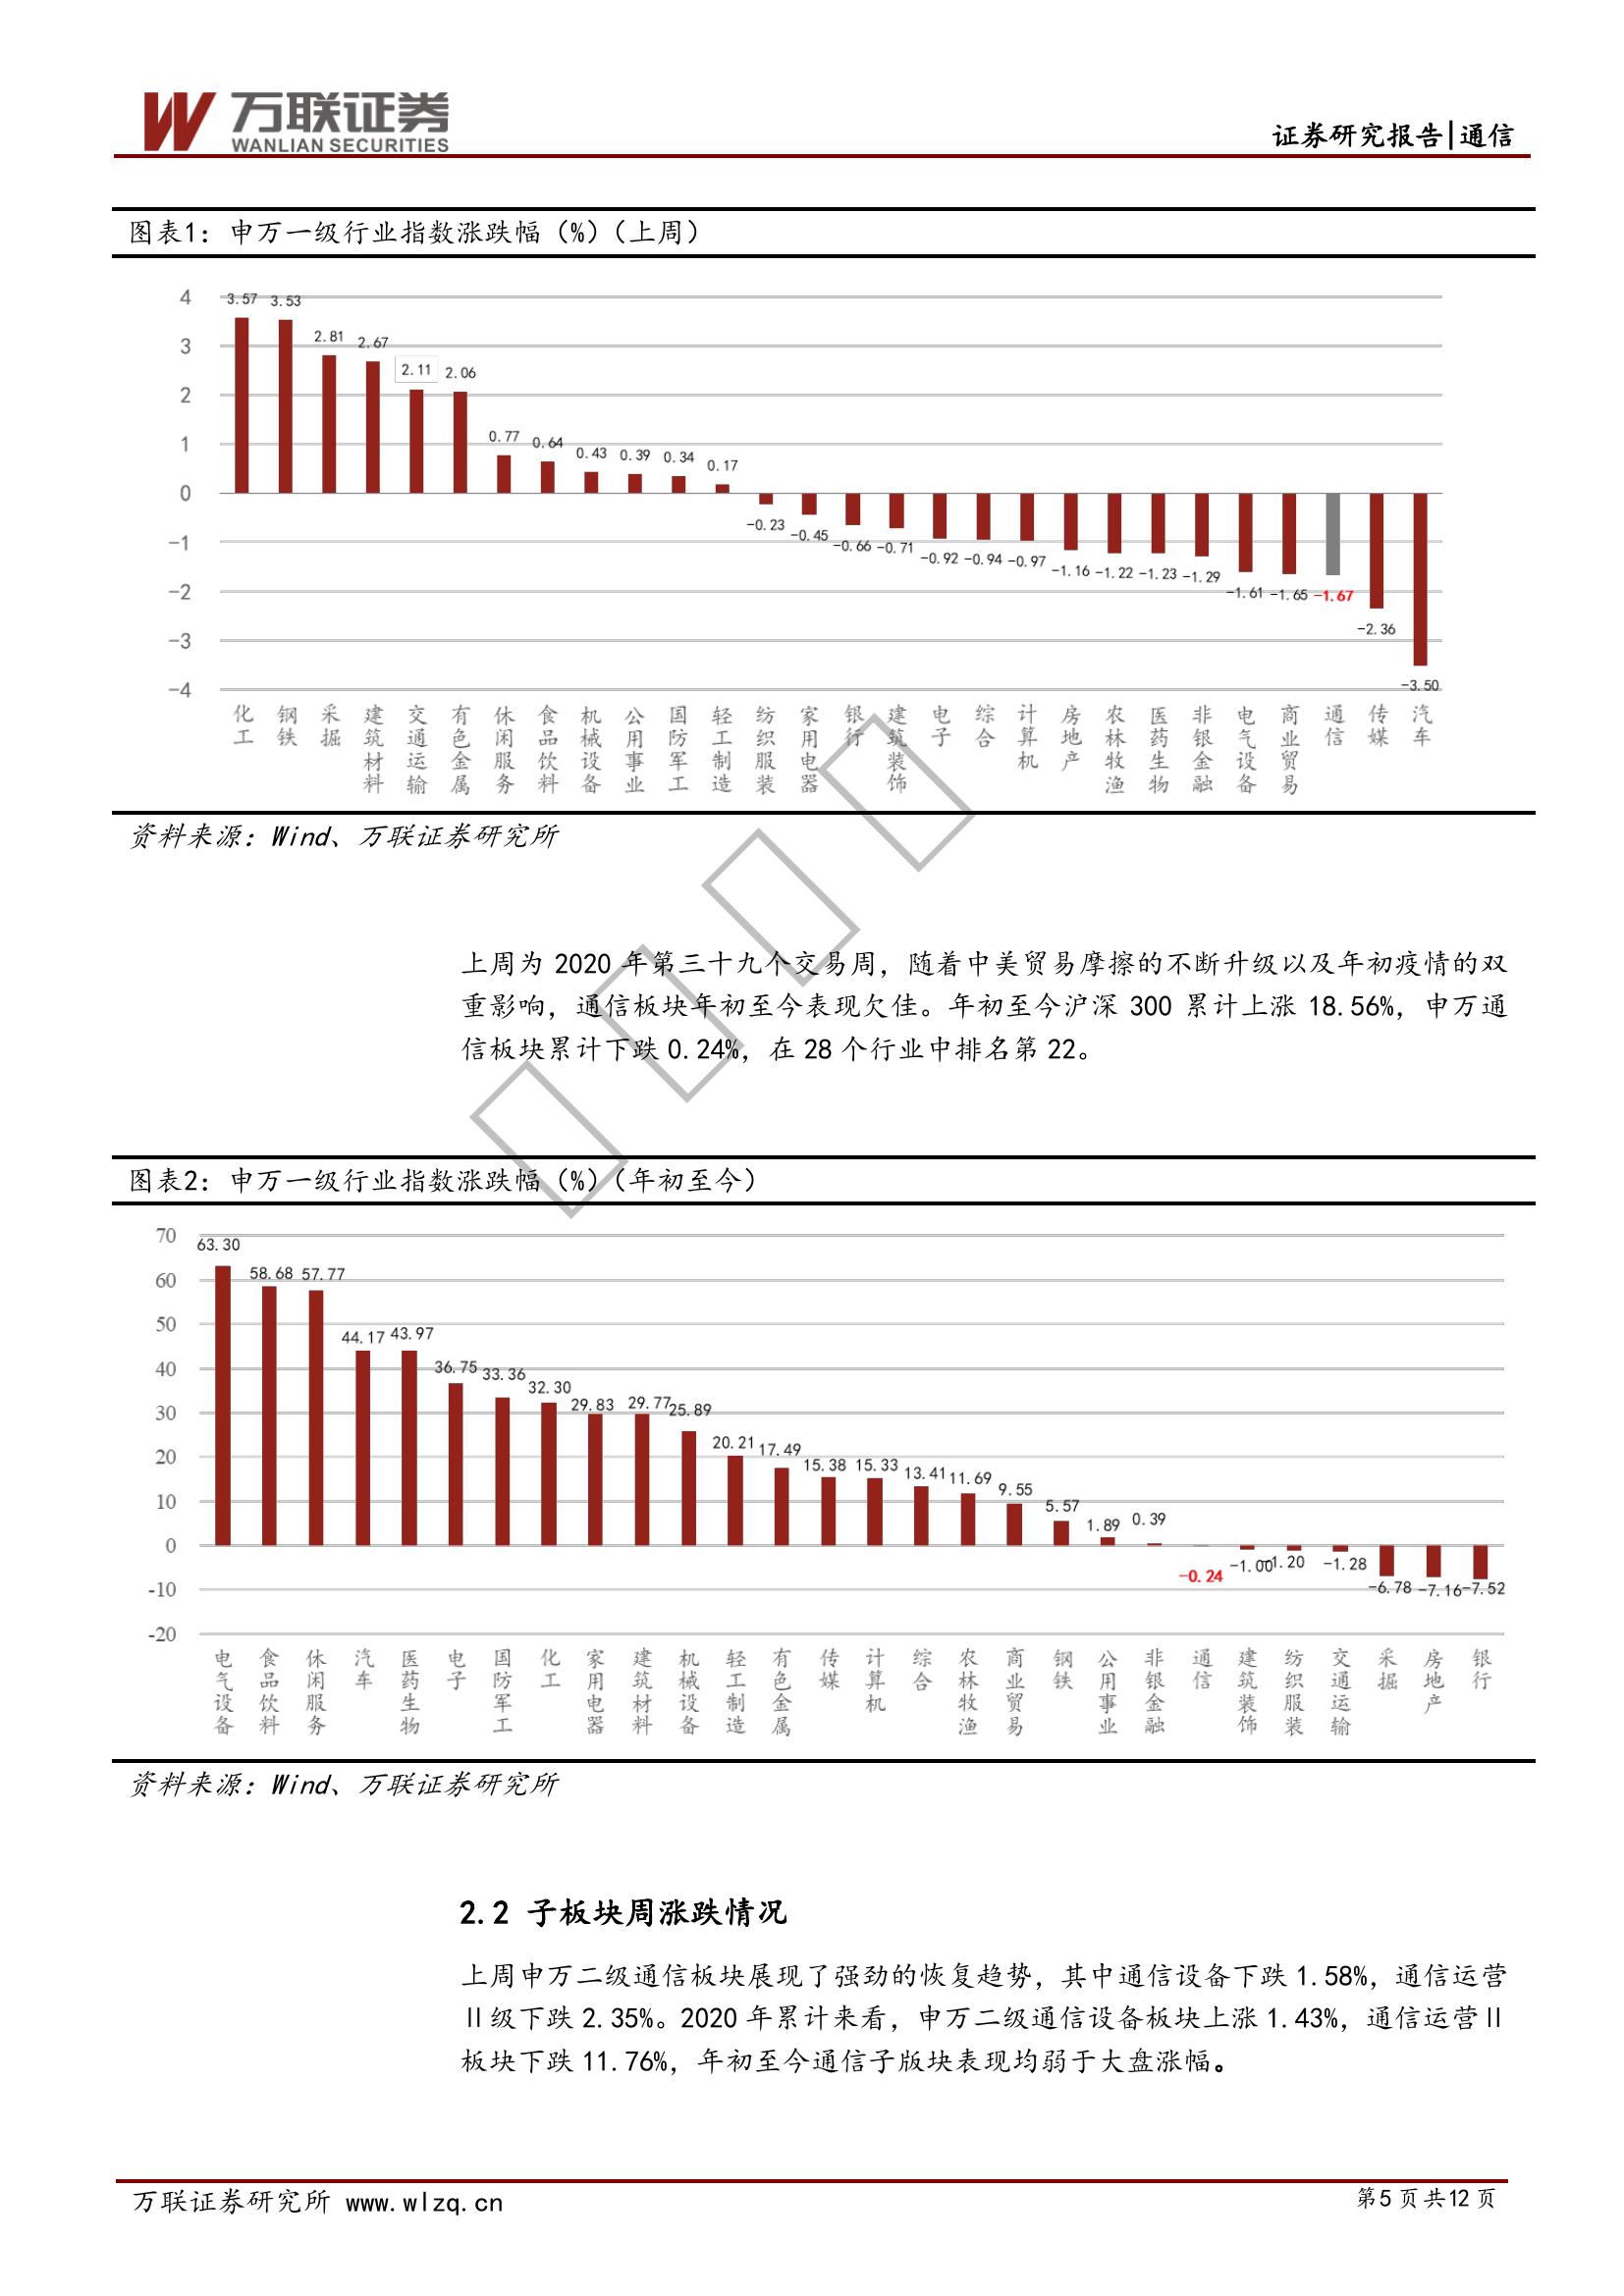 万联证券
WANLIAN SECURITIES
证券研究报告|通信
图表1：申万一级行业指数涨跌幅（%）（上周）
4
3
2
1
0
-1
-2
-3
-4
3.57 3.53 2.81 2.67 2.11 2.06 0.77 0.64 0.43 0.39 0.34 0.17 -0.23 -0.45 -0.66 -0.71 -0.92 -0.94 -0.97 -1.16 -1.22 -1.23 -1.29 -1.61 -1.65 -1.67 -2.36 -3.50
化工 钢铁 采掘 建筑材料 交通运输 有色金属 休闲服务 食品饮料 机械设备 公用事业 国防军工 轻工制造 纺织服装 家用电器 银行 建筑装饰 电子 综合 计算机 房地产 农林牧渔 医药生物 非银金融 电气设备 商业贸易 通信 传媒 汽车
资料来源：Wind、万联证券研究所
上周为 2020 年第三十九个交易周，随着中美贸易摩擦的不断升级以及年初疫情的双
重影响，通信板块年初至今表现欠佳。年初至今沪深 300 累计上涨 18.56%，申万通
信板块累计下跌 0.24%，在 28 个行业中排名第 22。
图表2：申万一级行业指数涨跌幅（%）（年初至今）
70
60
50
40
30
20
10
0
-10
-20
63.30 58.68 57.77 44.17 43.97 36.75 33.36 32.30 29.83 29.77 25.89 20.21 17.49 15.38 15.33 13.41 11.69 9.55 5.57 1.89 0.39 -0.24 -1.00 -1.20 -1.28 -6.78 -7.16 -7.52
电气设备 食品饮料 休闲服务 汽车 医药生物 电子 国防军工 化工 家用电器 建筑材料 机械设备 轻工制造 有色金属 传媒 计算机 综合 农林牧渔 商业贸易 钢铁 公用事业 非银金融 通信 建筑装饰 纺织服装 交通运输 采掘 房地产 银行
资料来源：Wind、万联证券研究所
2.2 子板块周涨跌情况
上周申万二级通信板块展现了强劲的恢复趋势，其中通信设备下跌 1.58%，通信运营
Ⅱ级下跌 2.35%。2020 年累计来看，申万二级通信设备板块上涨 1.43%，通信运营Ⅱ
板块下跌 11.76%，年初至今通信子版块表现均弱于大盘涨幅。
万联证券研究所 www.wlzq.cn
第5页共12页